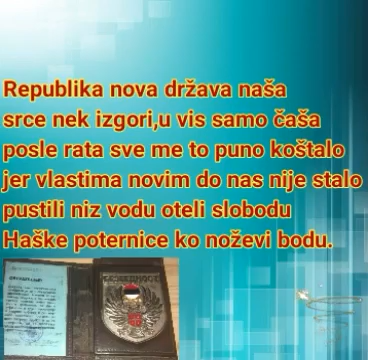 Republika nova država naša
srce nek izgori,u vis samo čaša
posle rata sve me to puno koštalo
jer vlastima novim do nas nije stalo
pustili niz vodu oteli slobodu
Haške poternice ko noževi bodu.